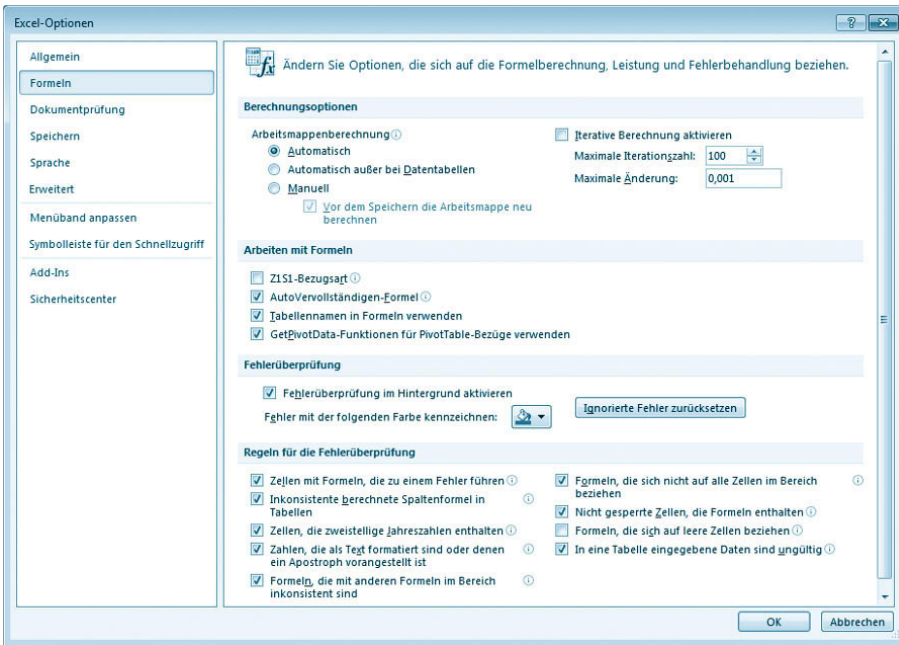 Excel-Optionen
Allgemein
Formeln
Dokumentprüfung
Speichern
Sprache
Erweitert
Menüband anpassen
Symbolleiste für den Schnellzugriff
Add-Ins
Sicherheitscenter
Ändern Sie Optionen, die sich auf die Formelberechnung, Leistung und Fehlerbehandlung beziehen.
Berechnungsoptionen
Arbeitsmappenberechnung
Automatisch
Automatisch außer bei Datentabellen
Manuell
Vor dem Speichern die Arbeitsmappe neu
berechnen
Iterative Berechnung aktivieren
Maximale Iterationszahl: 100
Maximale Änderung: 0,001
Arbeiten mit Formeln
Z1S1-Bezugsart
AutoVervollständigen-Formel
Tabellennamen in Formeln verwenden
GetPivotData-Funktionen für PivotTable-Bezüge verwenden
Fehlerüberprüfung
Fehlerüberprüfung im Hintergrund aktivieren
Fehler mit der folgenden Farbe kennzeichnen:
Ignorierte Fehler zurücksetzen
Regeln für die Fehlerüberprüfung
Zellen mit Formeln, die zu einem Fehler führen
Inkonsistente berechnete Spaltenformel in
Tabellen
Zellen, die zweistellige Jahreszahlen enthalten
Zahlen, die als Text formatiert sind oder denen
ein Apostroph vorangestellt ist
Formeln, die mit anderen Formeln im Bereich
inkonsistent sind
Formeln, die sich nicht auf alle Zellen im Bereich
beziehen
Nicht gesperrte Zellen, die Formeln enthalten
Formeln, die sich auf leere Zellen beziehen
In eine Tabelle eingegebene Daten sind ungültig
OK
Abbrechen